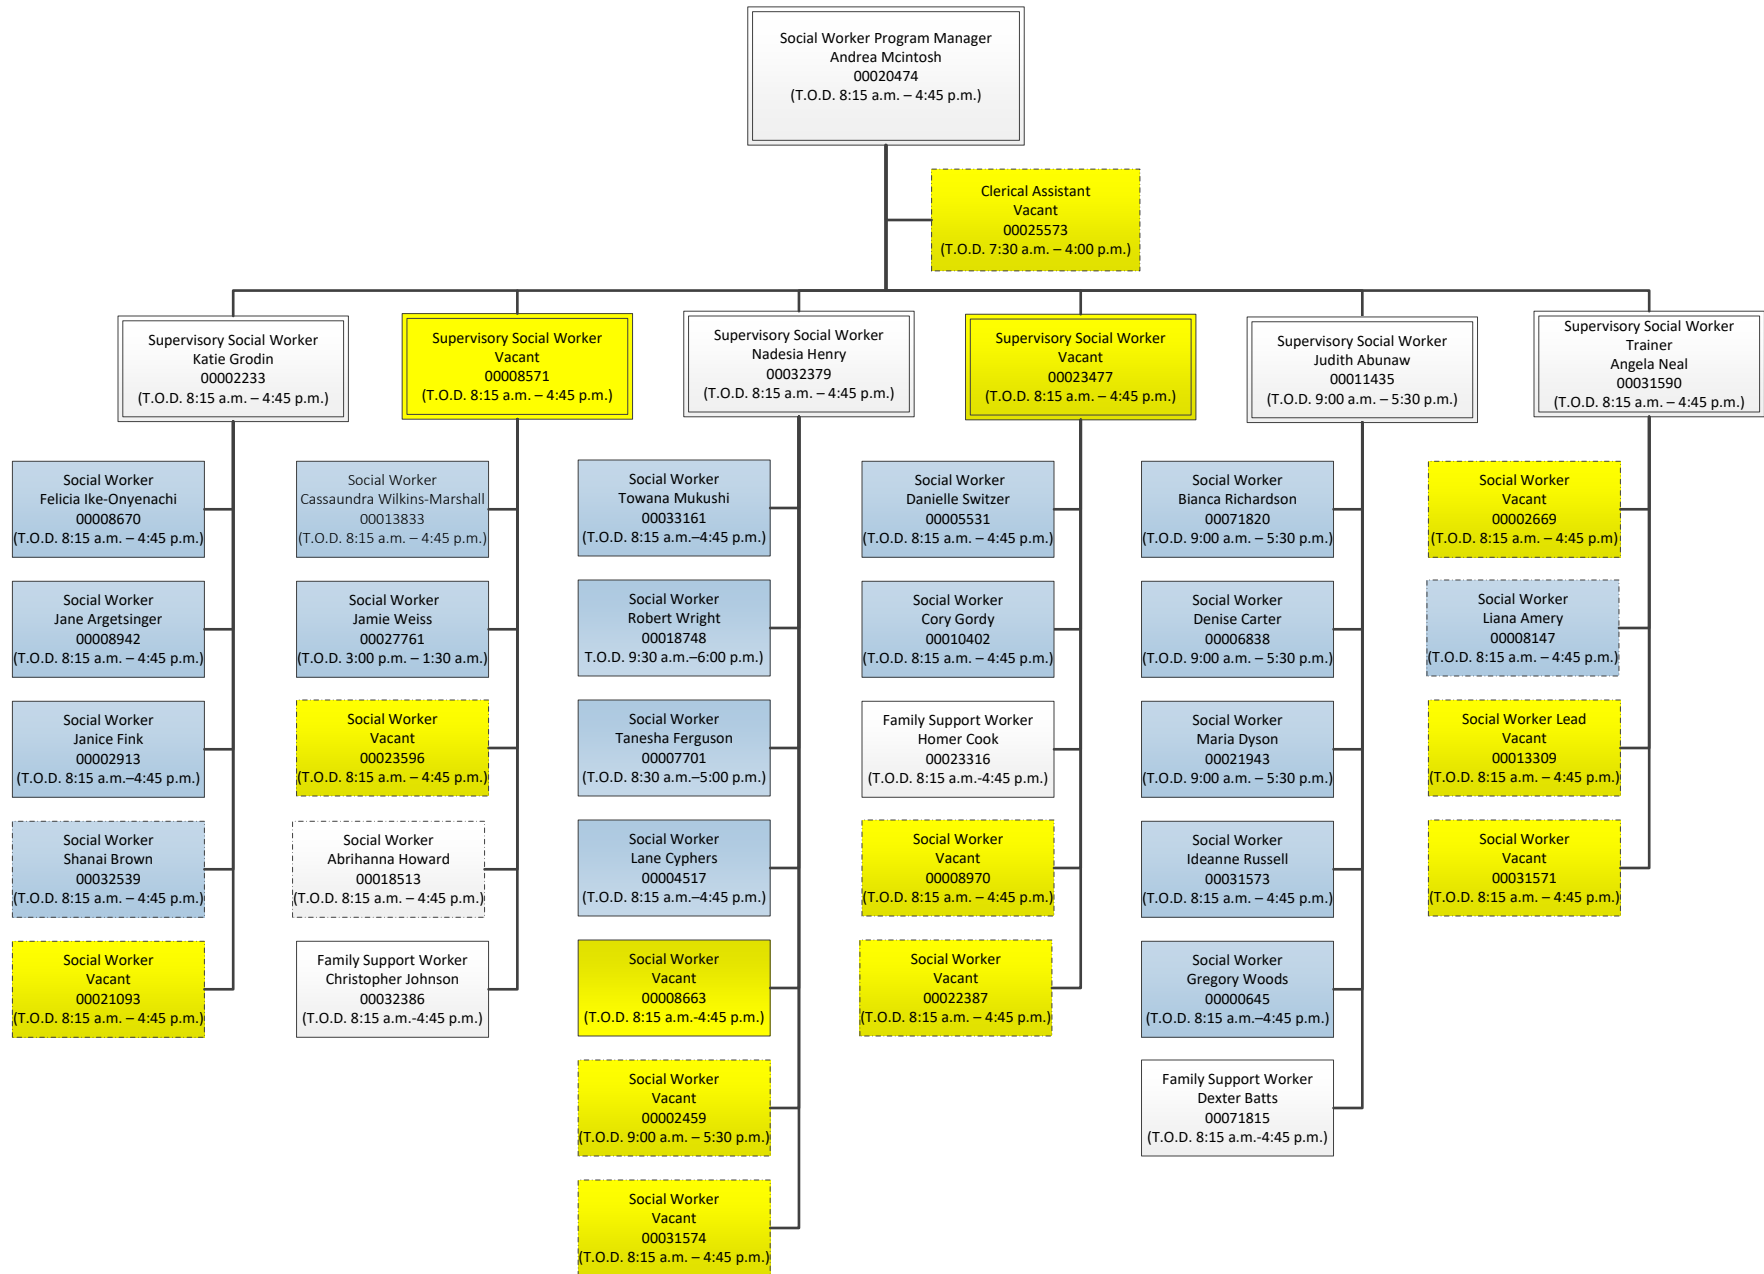 Social Worker Program Manager
Andrea Mcintosh
00020474
(T.O.D. 8:15 a.m. – 4:45 p.m.)
Clerical Assistant
Vacant
00025573
(T.O.D. 7:30 a.m. – 4:00 p.m.)
Supervisory Social Worker
Katie Grodin
00002233
(T.O.D. 8:15 a.m. – 4:45 p.m.)
Social Worker
Felicia Ike-Onyenachi
00008670
(T.O.D. 8:15 a.m. – 4:45 p.m.)
Social Worker
Jane Argetsinger
00008942
(T.O.D. 8:15 a.m. – 4:45 p.m.)
Social Worker
Janice Fink
00002913
(T.O.D. 8:15 a.m.–4:45 p.m.)
Social Worker
Shanai Brown
00032539
(T.O.D. 8:15 a.m. – 4:45 p.m.)
Social Worker
Vacant
00021093
(T.O.D. 8:15 a.m. – 4:45 p.m.)
Supervisory Social Worker
Vacant
00008571
(T.O.D. 8:15 a.m. – 4:45 p.m.)
Social Worker
Cassaundra Wilkins-Marshall
00013833
(T.O.D. 8:15 a.m. – 4:45 p.m.)
Social Worker
Jamie Weiss
00027761
(T.O.D. 3:00 p.m. – 1:30 a.m.)
Social Worker
Vacant
00023596
(T.O.D. 8:15 a.m. – 4:45 p.m.)
Social Worker
Abrihanna Howard
00018513
(T.O.D. 8:15 a.m. – 4:45 p.m.)
Family Support Worker
Christopher Johnson
00032386
(T.O.D. 8:15 a.m.-4:45 p.m.)
Supervisory Social Worker
Nadesia Henry
00032379
(T.O.D. 8:15 a.m. – 4:45 p.m.)
Social Worker
Towana Mukushi
00033161
(T.O.D. 8:15 a.m.–4:45 p.m.)
Social Worker
Robert Wright
00018748
T.O.D. 9:30 a.m.–6:00 p.m.)
Social Worker
Tanesha Ferguson
00007701
(T.O.D. 8:30 a.m.–5:00 p.m.)
Social Worker
Lane Cyphers
00004517
(T.O.D. 8:15 a.m.–4:45 p.m.)
Social Worker
Vacant
00008663
(T.O.D. 8:15 a.m.-4:45 p.m.)
Social Worker
Vacant
00002459
(T.O.D. 9:00 a.m. – 5:30 p.m.)
Social Worker
Vacant
00031574
(T.O.D. 8:15 a.m. – 4:45 p.m.)
Supervisory Social Worker
Vacant
00023477
(T.O.D. 8:15 a.m. – 4:45 p.m.)
Social Worker
Danielle Switzer
00005531
(T.O.D. 8:15 a.m. – 4:45 p.m.)
Social Worker
Cory Gordy
00010402
(T.O.D. 8:15 a.m. – 4:45 p.m.)
Family Support Worker
Homer Cook
00023316
(T.O.D. 8:15 a.m.-4:45 p.m.)
Social Worker
Vacant
00008970
(T.O.D. 8:15 a.m. – 4:45 p.m.)
Social Worker
Vacant
00022387
(T.O.D. 8:15 a.m. – 4:45 p.m.)
Supervisory Social Worker
Judith Abunaw
00011435
(T.O.D. 9:00 a.m. – 5:30 p.m.)
Social Worker
Bianca Richardson
00071820
(T.O.D. 9:00 a.m. – 5:30 p.m.)
Social Worker
Denise Carter
00006838
(T.O.D. 9:00 a.m. – 5:30 p.m.)
Social Worker
Maria Dyson
00021943
(T.O.D. 9:00 a.m. – 5:30 p.m.)
Social Worker
Ideanne Russell
00031573
(T.O.D. 8:15 a.m. – 4:45 p.m.)
Social Worker
Gregory Woods
00000645
(T.O.D. 8:15 a.m.–4:45 p.m.)
Family Support Worker
Dexter Batts
00071815
(T.O.D. 8:15 a.m.-4:45 p.m.)
Supervisory Social Worker
Trainer
Angela Neal
00031590
(T.O.D. 8:15 a.m. – 4:45 p.m.)
Social Worker
Vacant
00002669
(T.O.D. 8:15 a.m. – 4:45 p.m)
Social Worker
Liana Amery
00008147
(T.O.D. 8:15 a.m. – 4:45 p.m.)
Social Worker Lead
Vacant
00013309
(T.O.D. 8:15 a.m. – 4:45 p.m.)
Social Worker
Vacant
00031571
(T.O.D. 8:15 a.m. – 4:45 p.m.)